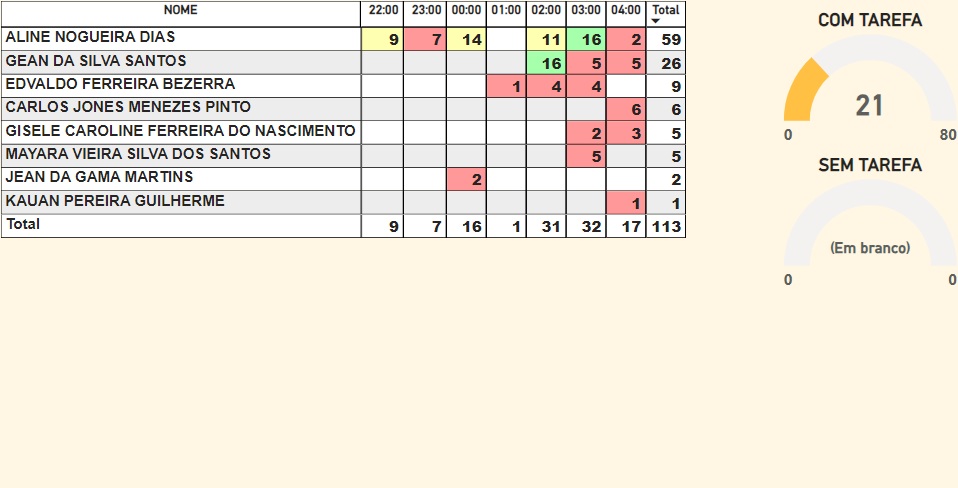 NOME 22:00 23:00 00:00 01:00 02:00 03:00 04:00 Total
ALINE NOGUEIRA DIAS 9 7 14 11 16 2 59
GEAN DA SILVA SANTOS 16 5 5 26
EDVALDO FERREIRA BEZERRA 1 4 4 9
CARLOS JONES MENEZES PINTO 6 6
GISELE CAROLINE FERREIRA DO NASCIMENTO 2 3 5
MAYARA VIEIRA SILVA DOS SANTOS 5 5
JEAN DA GAMA MARTINS 2 2
KAUAN PEREIRA GUILHERME 1 1
Total 9 7 16 1 31 32 17 113
COM TAREFA
21
0 80
SEM TAREFA
(Em branco)
0 0